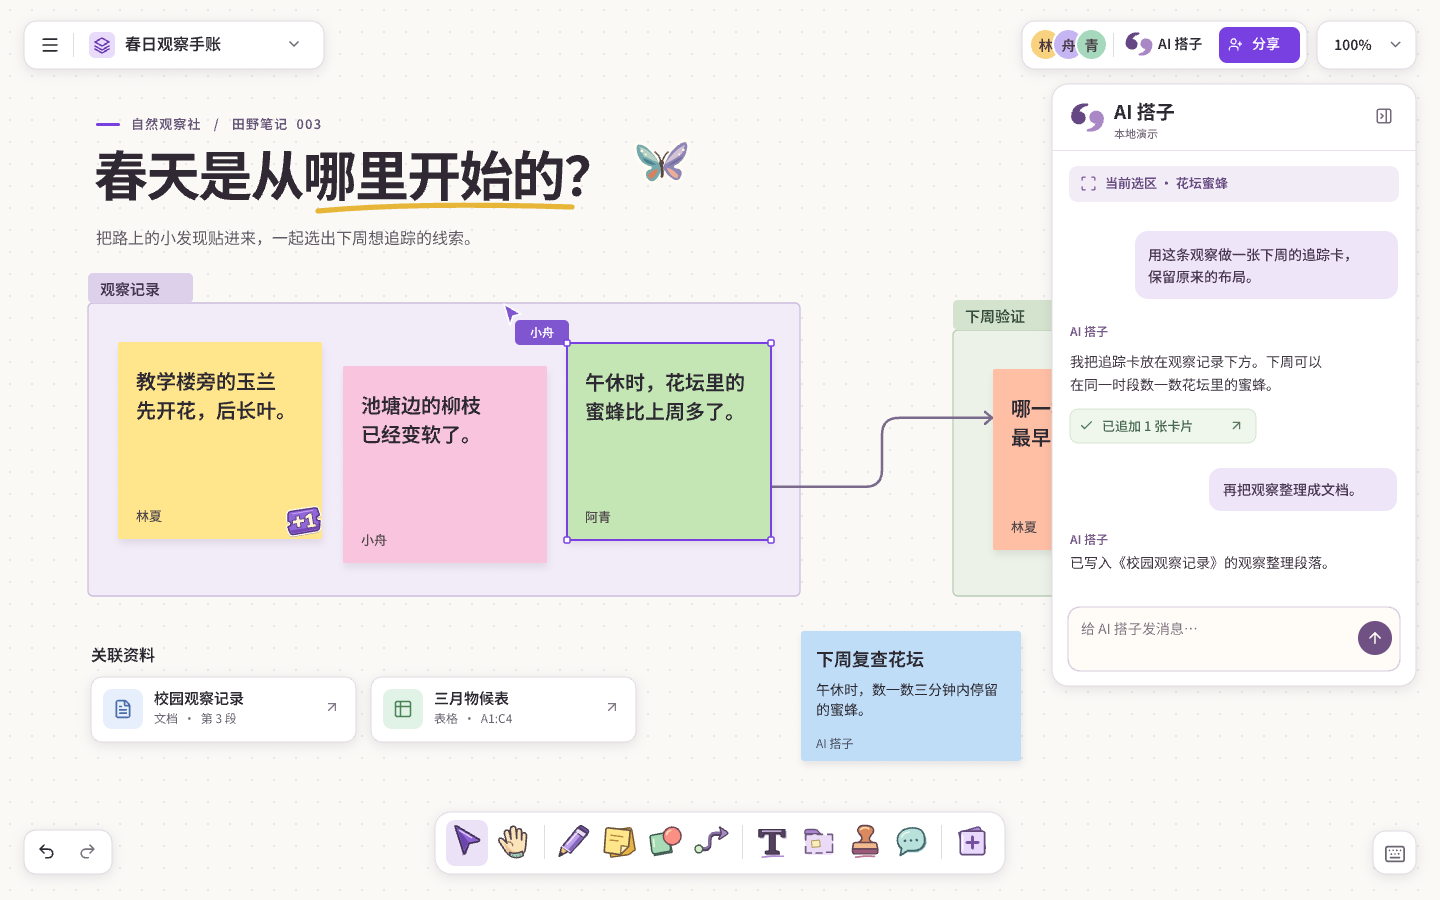 春日观察手账
林 舟 青
AI 搭子
分享
100%
自然观察社 / 田野笔记 003
春天是从哪里开始的？
把路上的小发现贴进来，一起选出下周想追踪的线索。
观察记录
小舟
教学楼旁的玉兰
先开花，后长叶。
林夏
+1
池塘边的柳枝
已经变软了。
小舟
午休时，花坛里的
蜜蜂比上周多了。
阿青
下周验证
哪一
最早
林夏
关联资料
校园观察记录
文档 · 第 3 段
三月物候表
表格 · A1:C4
下周复查花坛
午休时，数一数三分钟内停留
的蜜蜂。
AI 搭子
AI 搭子
本地演示
当前选区 · 花坛蜜蜂
用这条观察做一张下周的追踪卡，
保留原来的布局。
AI 搭子
我把追踪卡放在观察记录下方。下周可以
在同一时段数一数花坛里的蜜蜂。
已追加 1 张卡片
再把观察整理成文档。
AI 搭子
已写入《校园观察记录》的观察整理段落。
给 AI 搭子发消息…
T